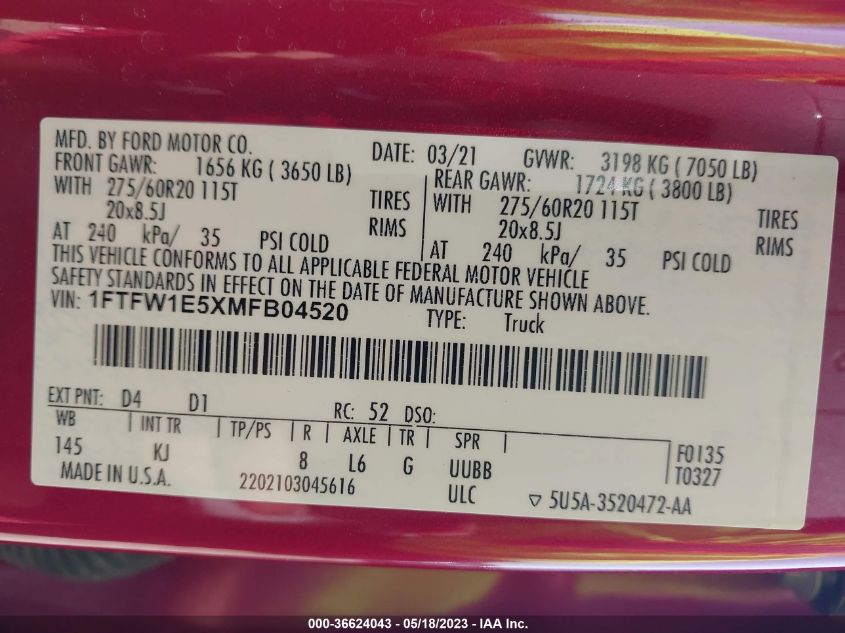 MFD. BY FORD MOTOR CO.
DATE: 03/21 GVWR: 3198 KG ( 7050 LB)
FRONT GAWR: 1656 KG ( 3650 LB)
REAR GAWR: 1724 KG ( 3800 LB)
WITH 275/60R20 115T TIRES
WITH 275/60R20 115T TIRES
20x8.5J RIMS
20x8.5J RIMS
AT 240 kPa/ 35 PSI COLD
AT 240 kPa/ 35 PSI COLD
THIS VEHICLE CONFORMS TO ALL APPLICABLE FEDERAL MOTOR VEHICLE
SAFETY STANDARDS IN EFFECT ON THE DATE OF MANUFACTURE SHOWN ABOVE.
VIN: 1FTFW1E5XMFB04520 TYPE: Truck
EXT PNT: D4 D1 RC: 52 DSO:
WB INT TR TP/PS R AXLE TR SPR F0135
145 KJ 8 L6 G UUBB T0327
MADE IN U.S.A. 2202103045616 ULC ▽ 5U5A-3520472-AA
000-36624043 - 05/18/2023 - IAA Inc.